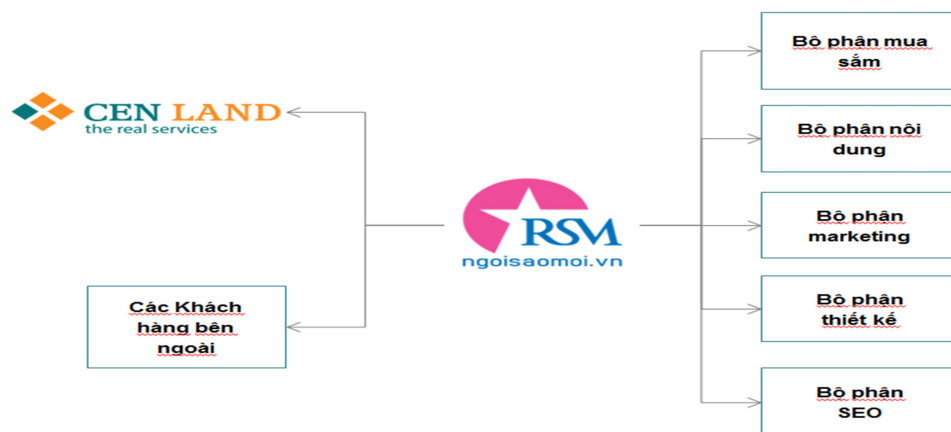 CEN LAND
the real services
Các Khách
hàng bên
ngoài
RSM
ngoisaomoi.vn
Bộ phận mua
sắm
Bộ phận nội
dung
Bộ phận
marketing
Bộ phận
thiết kế
Bộ phận
SEO